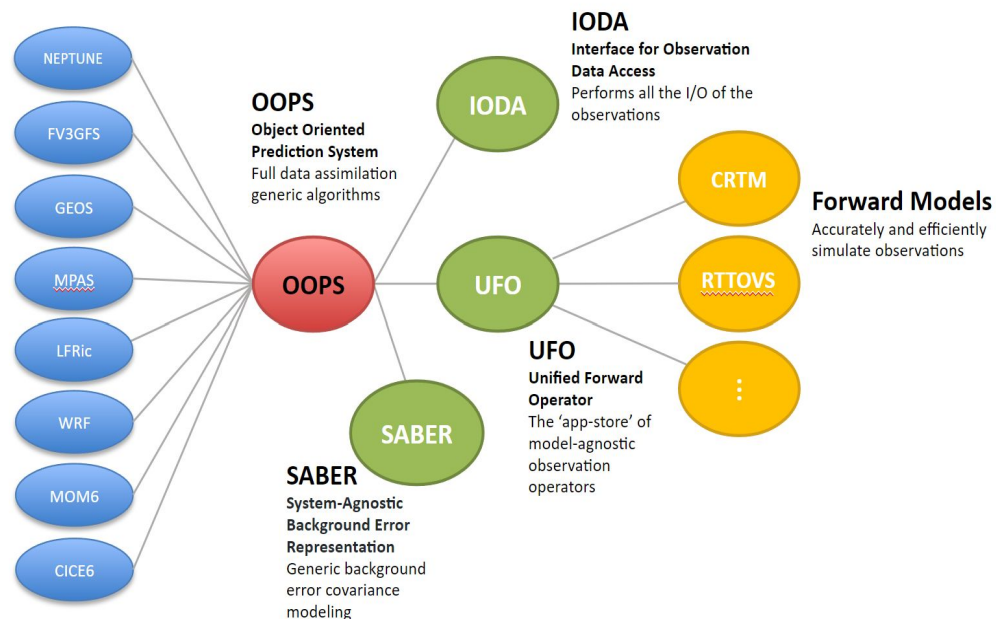 NEPTUNE
FV3GFS
GEOS
MPAS
LFRic
WRF
MOM6
CICE6
OOPS
Object Oriented
Prediction System
Full data assimilation
generic algorithms
OOPS
IODA
Interface for Observation
Data Access
Performs all the I/O of the
observations
IODA
UFO
UFO
Unified Forward
Operator
The ‘app-store’ of
model-agnostic
observation
operators
SABER
SABER
System-Agnostic
Background Error
Representation
Generic background
error covariance
modeling
CRTM
RTTOVS
⋮
Forward Models
Accurately and efficiently
simulate observations